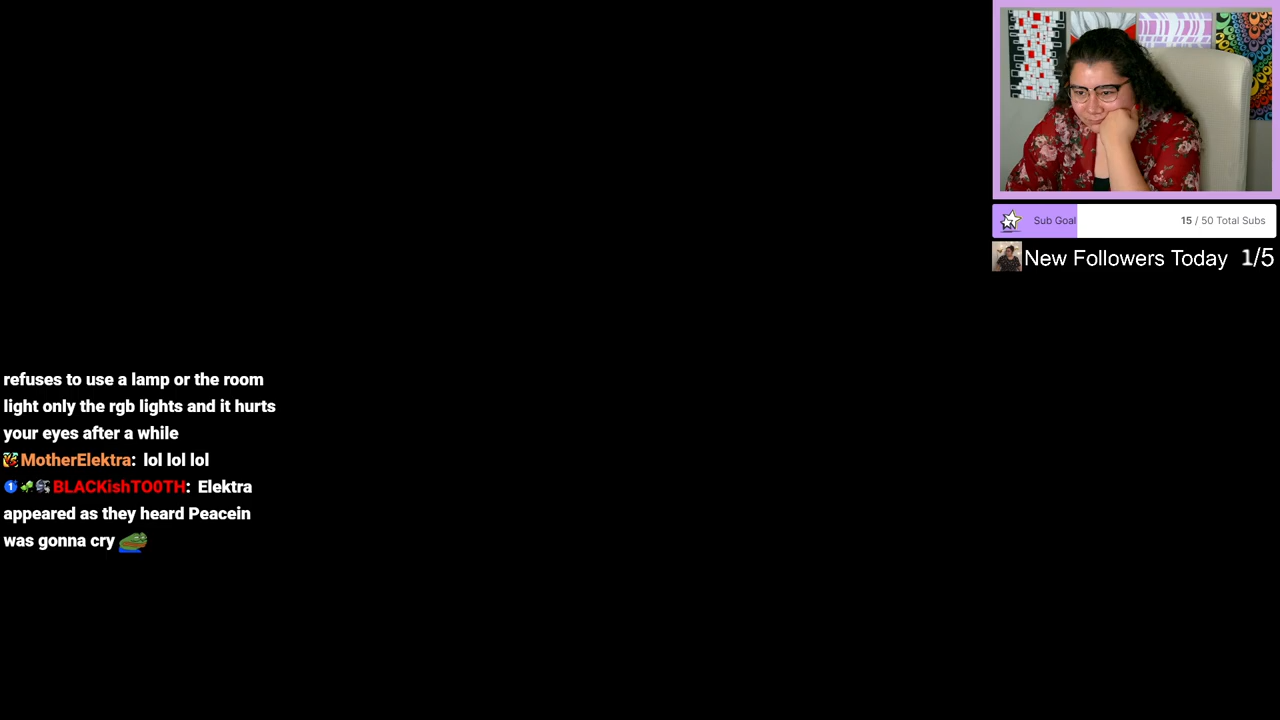 Sub Goal 15 / 50 Total Subs
New Followers Today 1/5
refuses to use a lamp or the room
light only the rgb lights and it hurts
your eyes after a while
MotherElektra: lol lol lol
1 BLACKishTO0TH: Elektra
appeared as they heard Peacein
was gonna cry